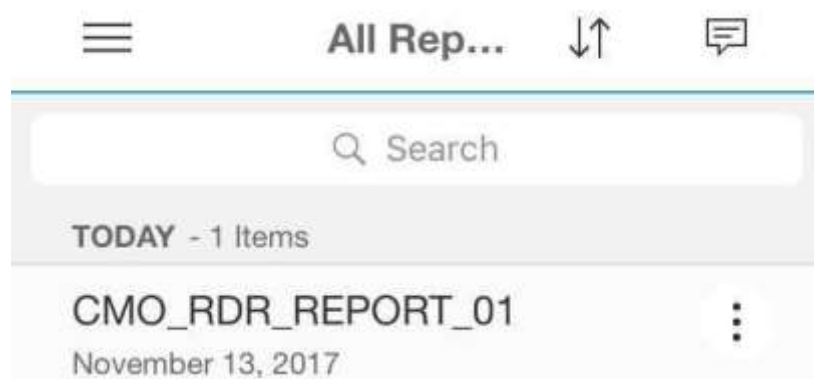 All Rep...
Search
TODAY - 1 Items
CMO_RDR_REPORT_01
November 13, 2017